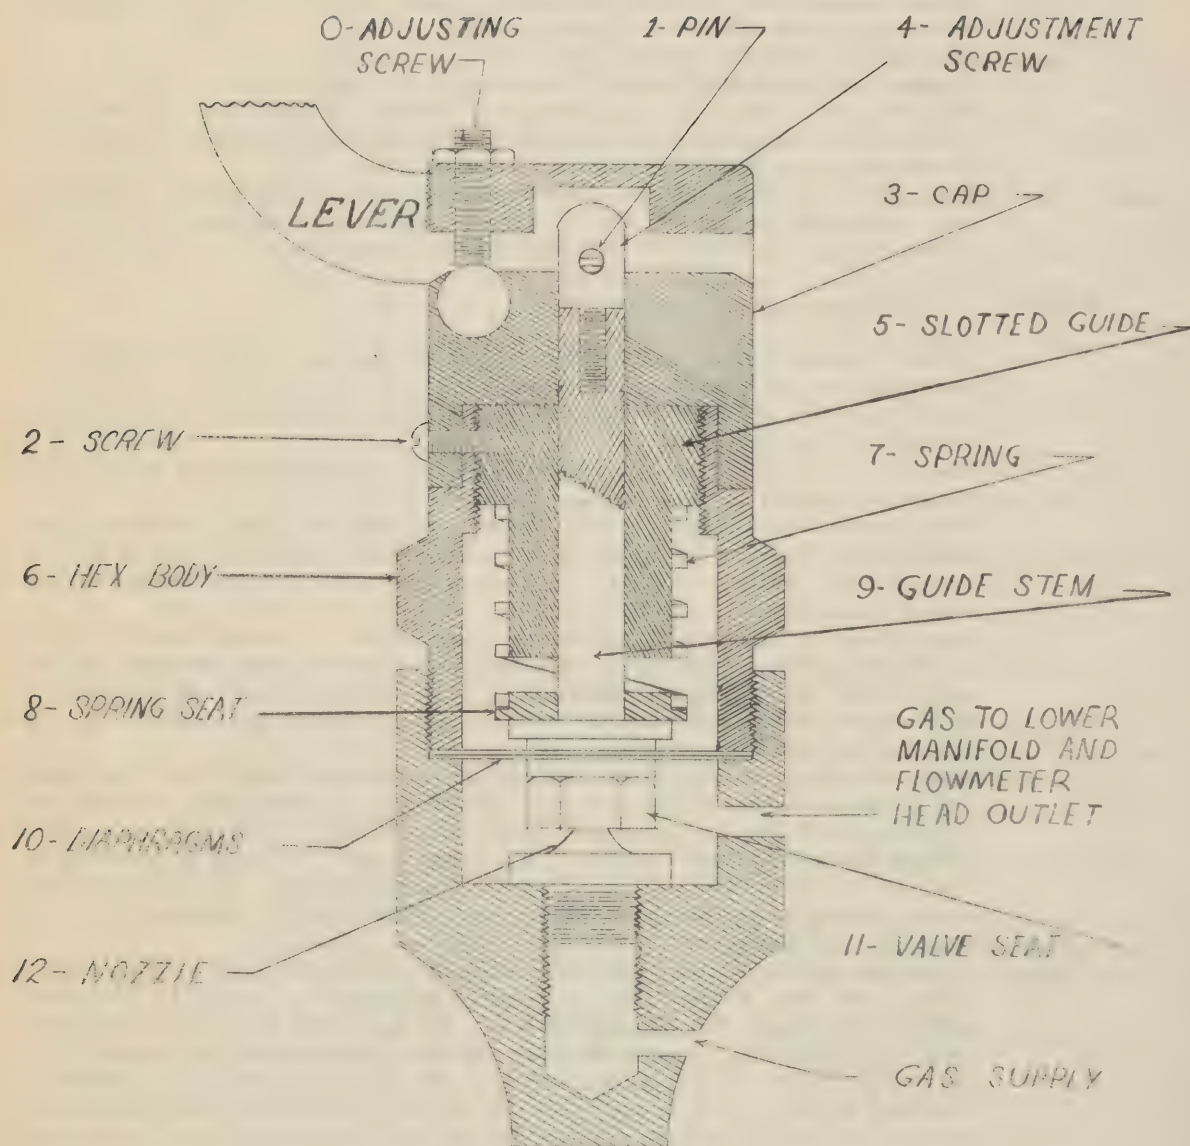 0-ADJUSTING
SCREW
1- PIN
4- ADJUSTMENT
SCREW
3- CAP
LEVER
5- SLOTTED GUIDE
2- SCREW
7- SPRING
6- HEX BODY
9- GUIDE STEM
8- SPRING SEAT
GAS TO LOWER
MANIFOLD AND
FLOWMETER
HEAD OUTLET
10- DIAPHRAGMS
11- VALVE SEAT
12- NOZZLE
GAS SUPPLY